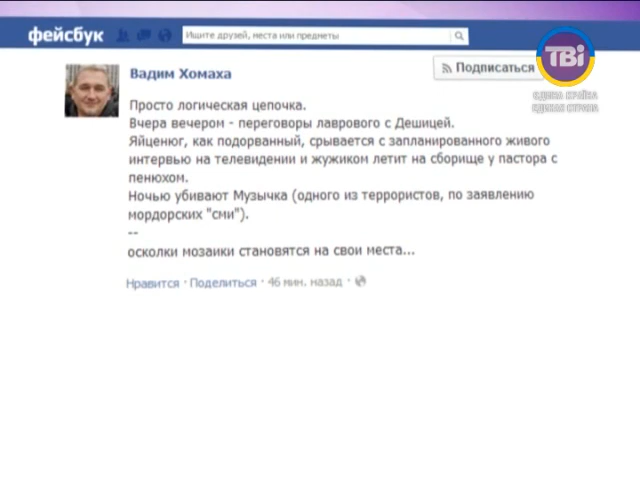 фейсбук
Ищите друзей, места или предметы
ТВі
ЄДИНА КРАЇНА
ЕДИНАЯ СТРАНА
Вадим Хомаха
Подписаться
Просто логическая цепочка.
Вчера вечером - переговоры лаврового с Дешицей.
Яйценюг, как подорванный, срывается с запланированного живого
интервью на телевидении и жужиком летит на сборище у пастора с
пенюхом.
Ночью убивают Музычка (одного из террористов, по заявлению
мордорских "сми").
--
осколки мозаики становятся на свои места...
Нравится · Поделиться · 46 мин. назад ·